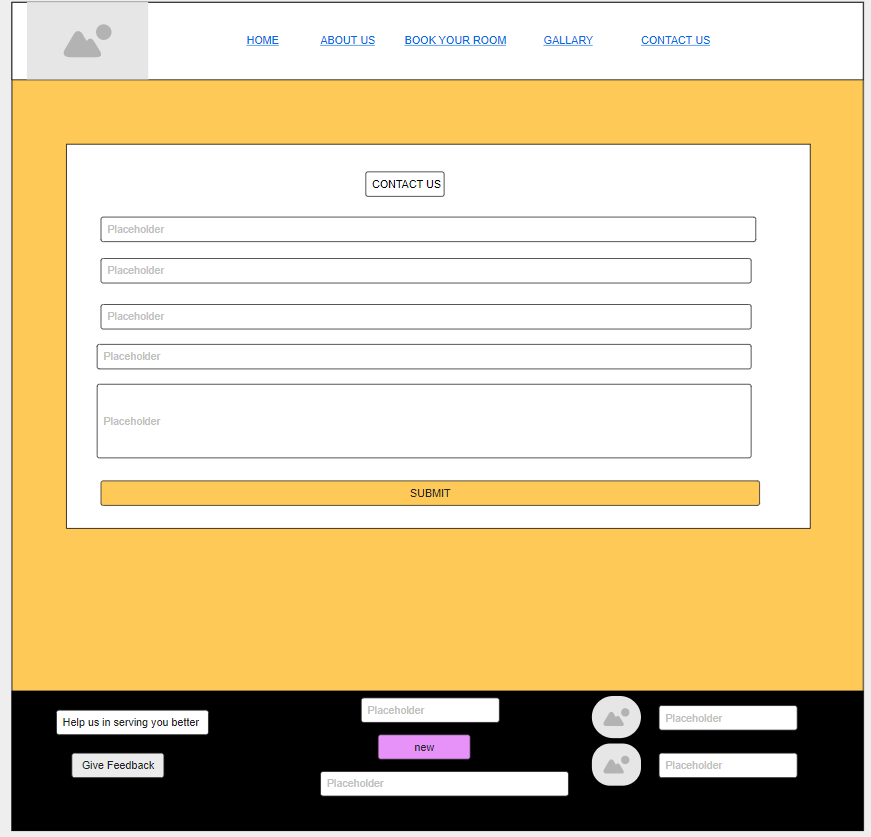 HOME
ABOUT US
BOOK YOUR ROOM
GALLARY
CONTACT US
CONTACT US
Placeholder
Placeholder
Placeholder
Placeholder
Placeholder
SUBMIT
Help us in serving you better
Give Feedback
Placeholder
new
Placeholder
Placeholder
Placeholder